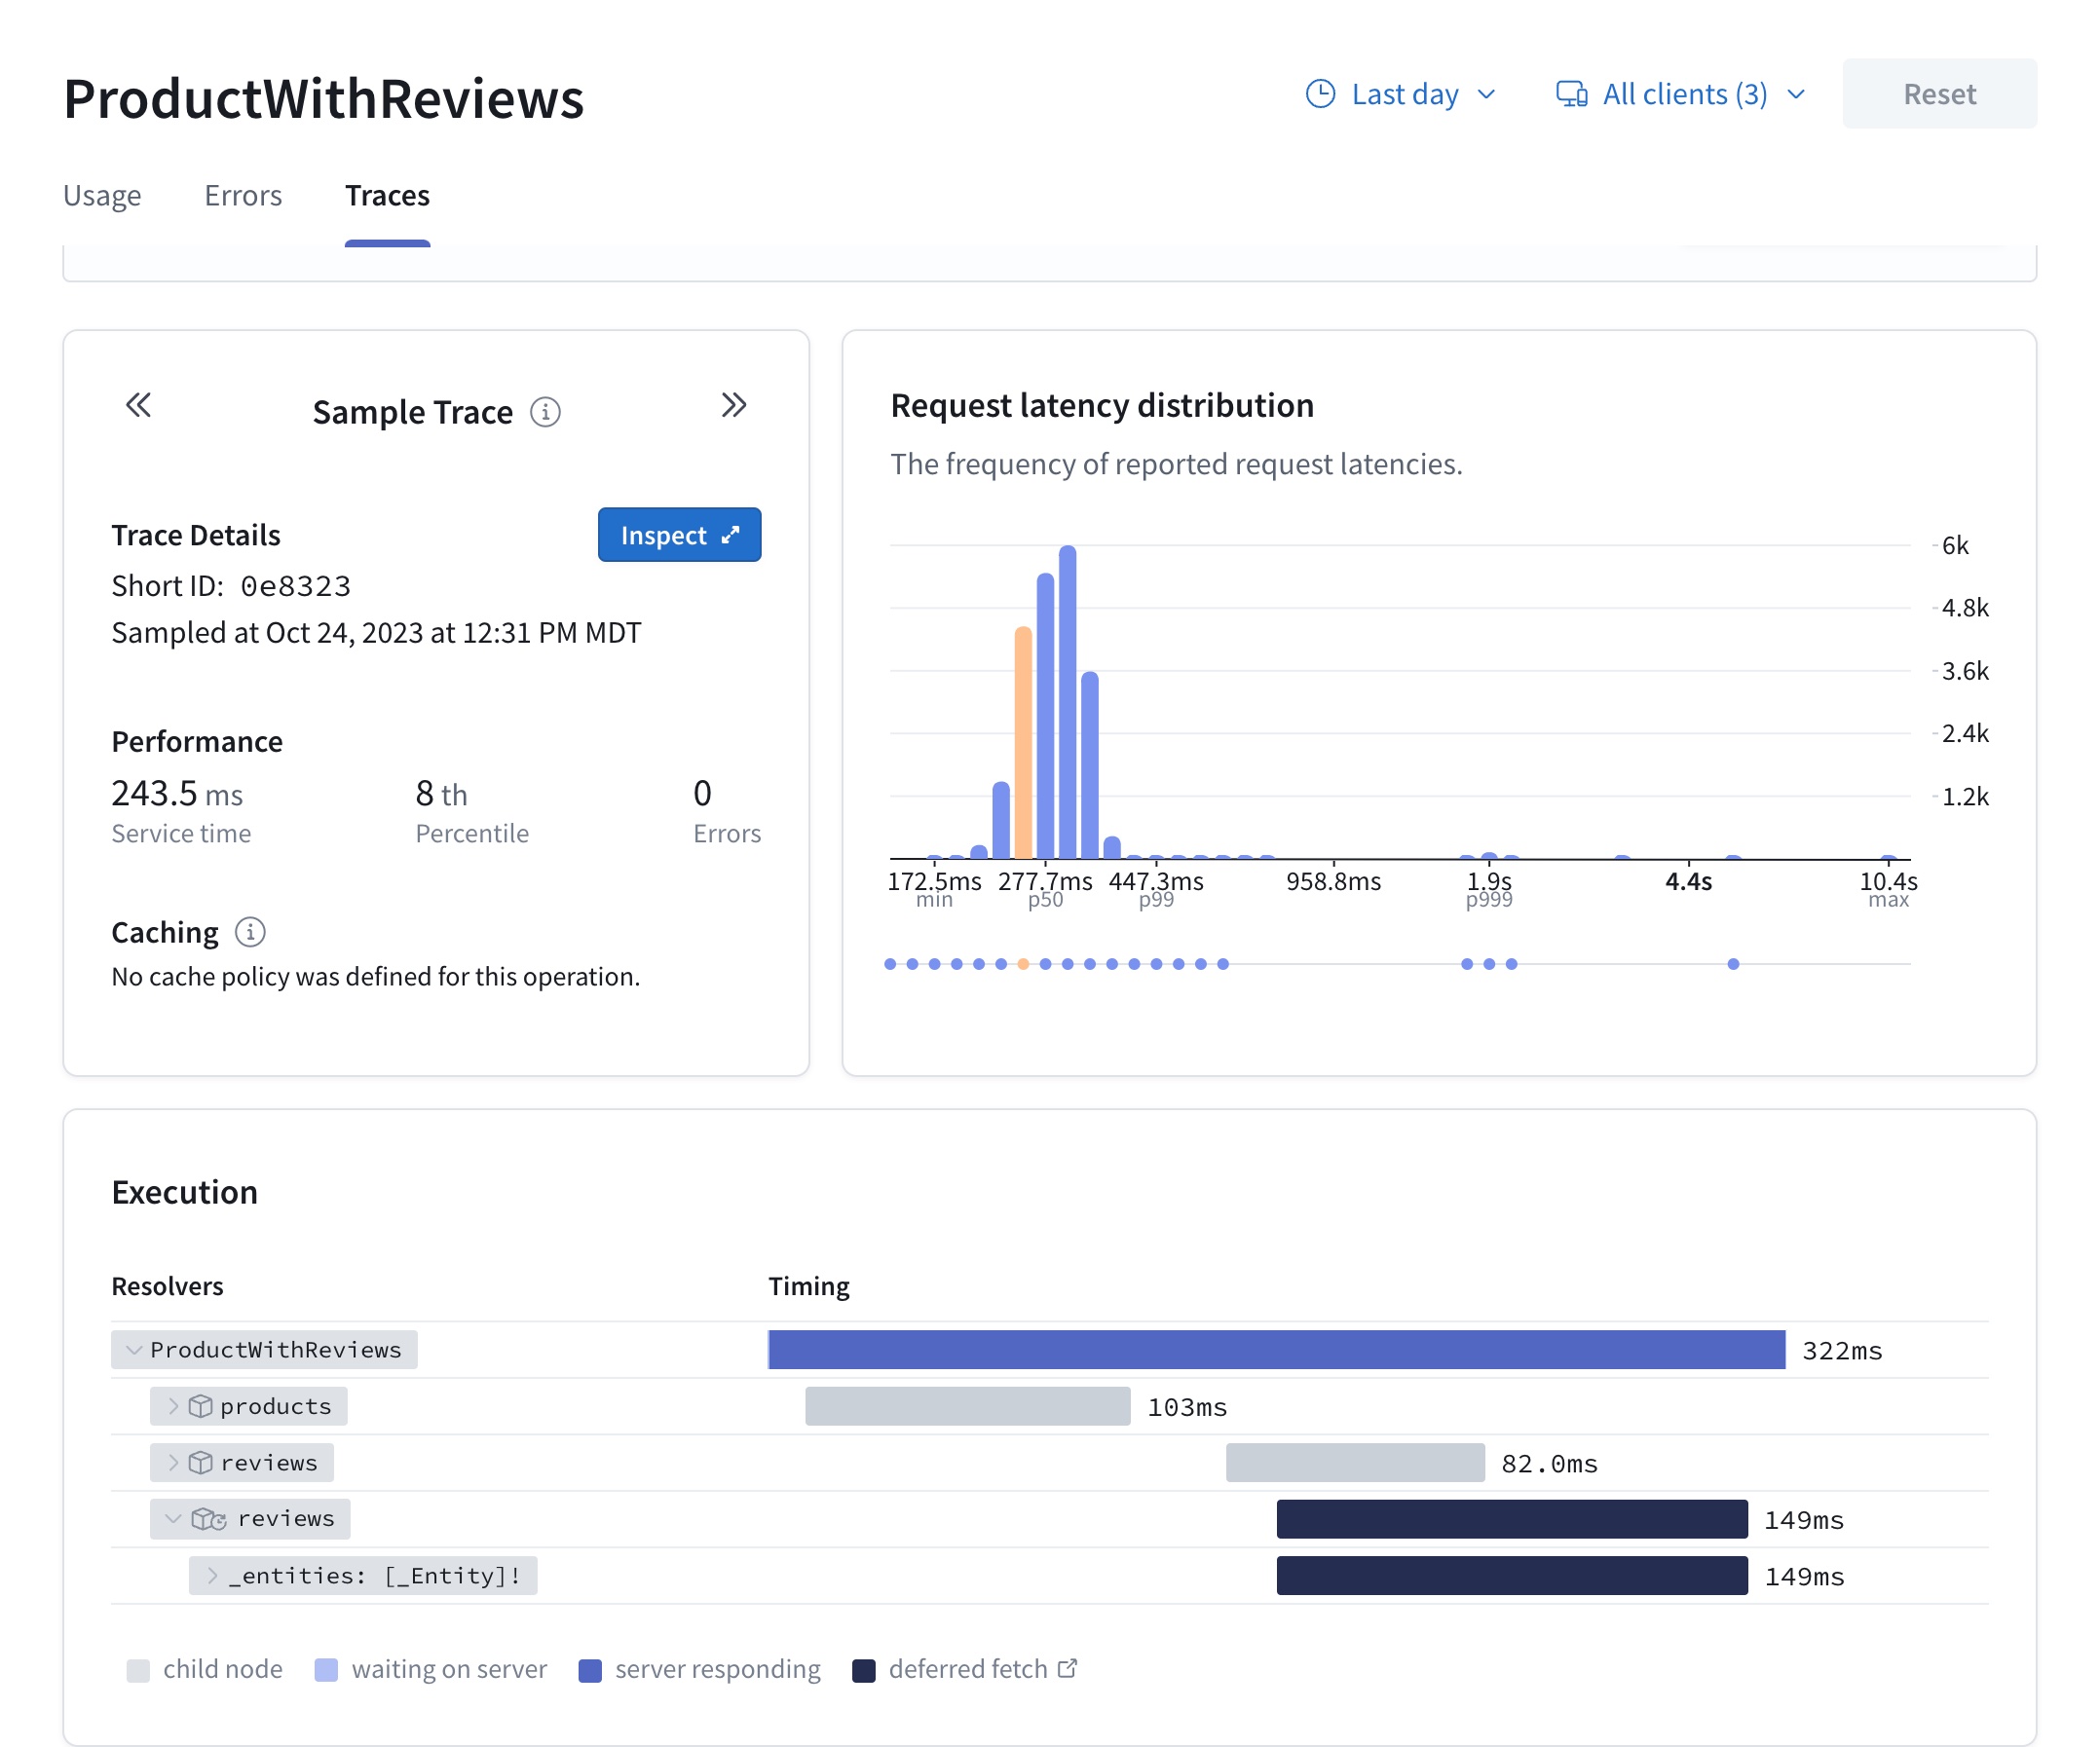 ProductWithReviews
Last day
All clients (3)
Reset
Usage
Errors
Traces
Sample Trace
Trace Details
Inspect
Short ID: 0e8323
Sampled at Oct 24, 2023 at 12:31 PM MDT
Performance
243.5 ms
8 th
0
Service time
Percentile
Errors
Caching
No cache policy was defined for this operation.
Request latency distribution
The frequency of reported request latencies.
6k
4.8k
3.6k
2.4k
1.2k
172.5ms
277.7ms
447.3ms
958.8ms
1.9s
4.4s
10.4s
min
p50
p99
p999
max
Execution
Resolvers
Timing
ProductWithReviews
322ms
products
103ms
reviews
82.0ms
reviews
149ms
_entities: [_Entity]!
149ms
child node
waiting on server
server responding
deferred fetch